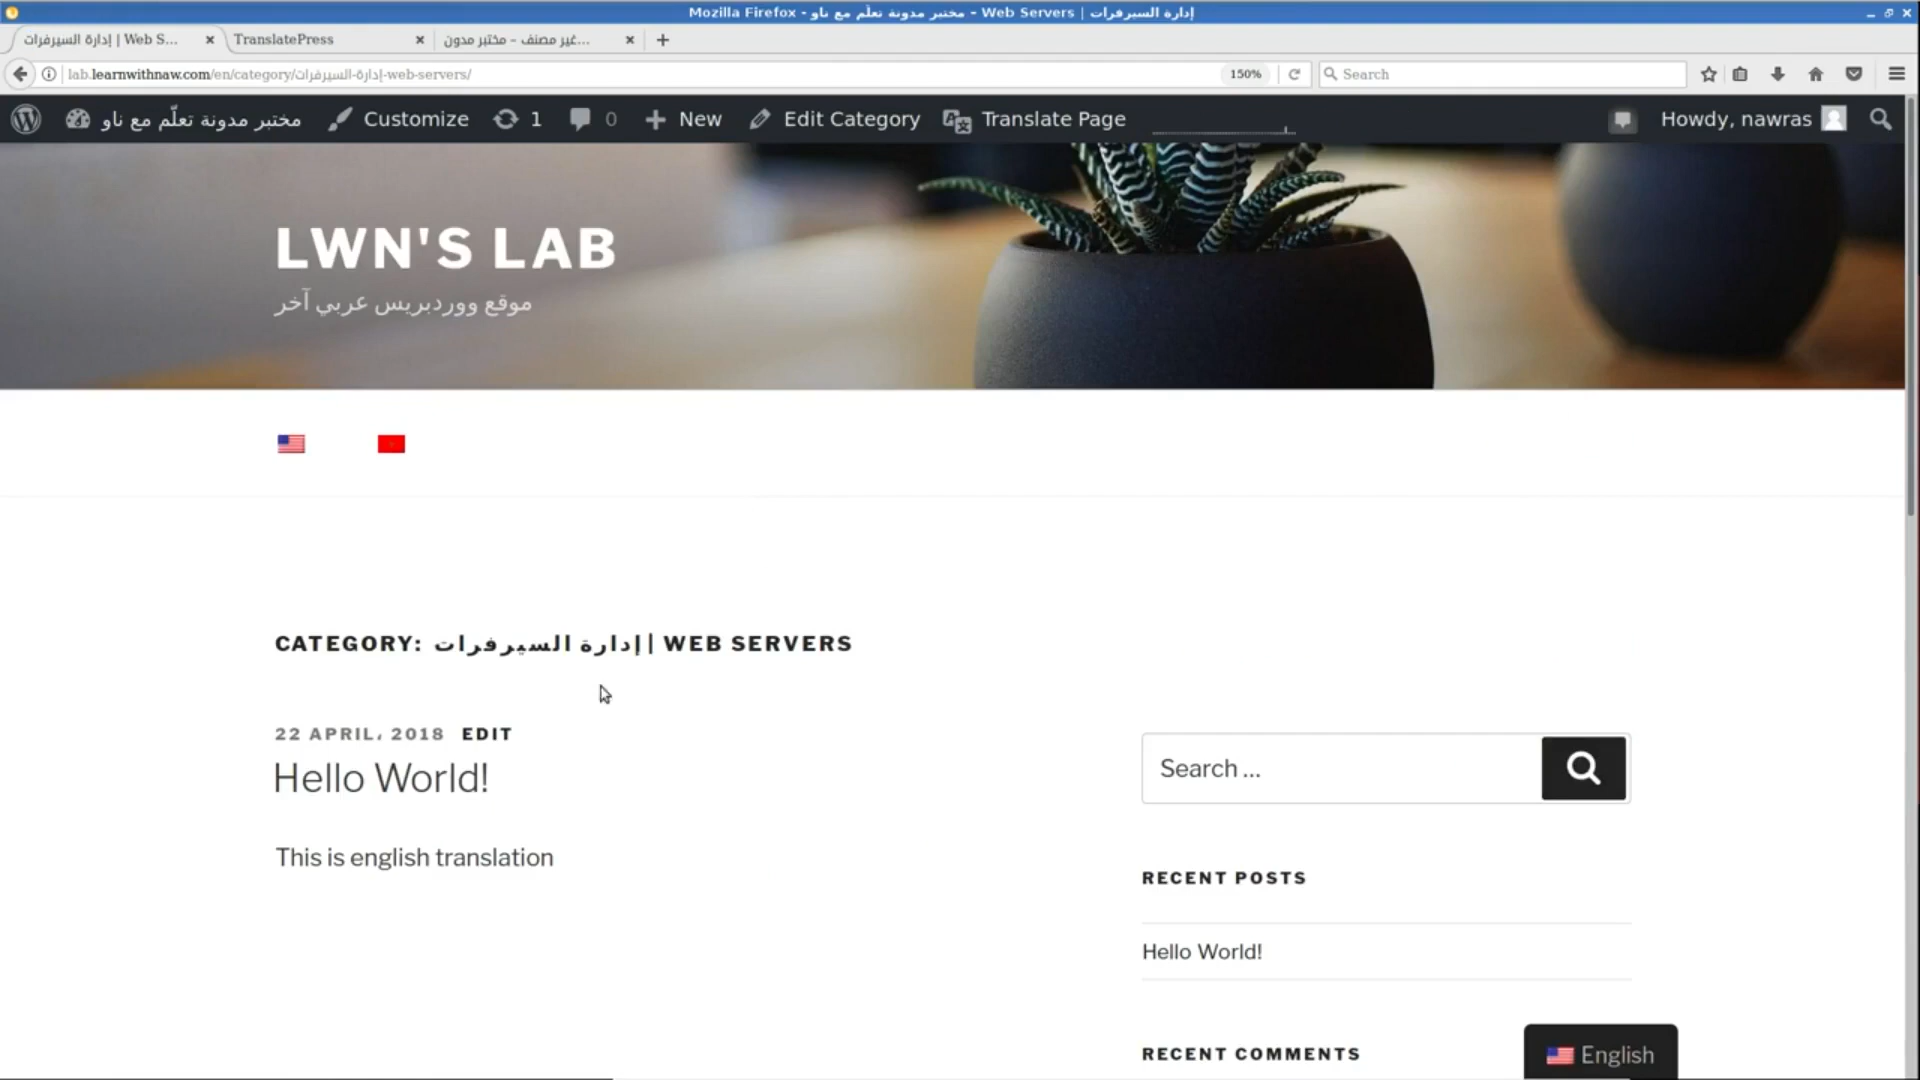 إدارة السيرفرات | Web Servers – مختبر مدونة تعلّم مع ناو - Mozilla Firefox
إدارة السيرفرات | Web S...
TranslatePress
غير مصنف – مختبر مدون...
lab.learnwithnaw.com/en/category/إدارة-السيرفرات-web-servers/
150%
Search
مختبر مدونة تعلّم مع ناو
Customize
1
0
New
Edit Category
Translate Page
Howdy, nawras
LWN'S LAB
موقع ووردبريس عربي آخر
CATEGORY: إدارة السيرفرات | WEB SERVERS
22 APRIL، 2018 EDIT
Hello World!
This is english translation
Search ...
RECENT POSTS
Hello World!
RECENT COMMENTS
English